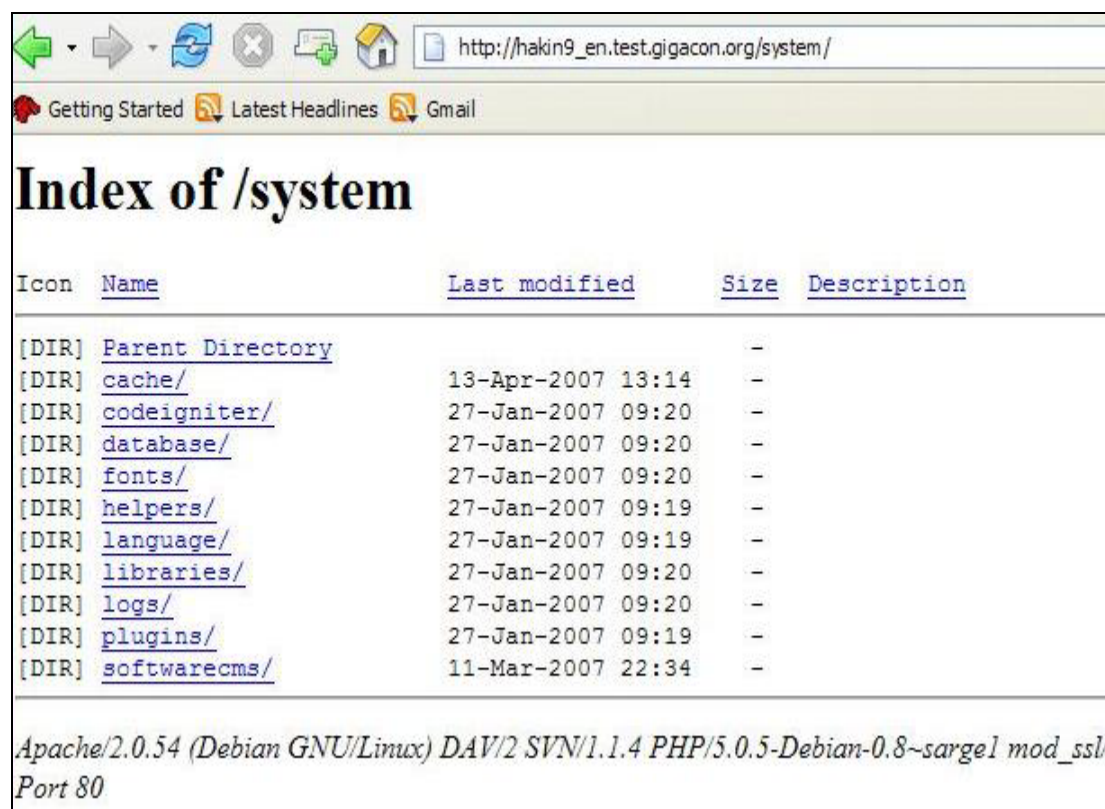 http://hakin9_en.test.gigacon.org/system/
Getting Started Latest Headlines Gmail
Index of /system
Icon Name Last modified Size Description
[DIR] Parent Directory -
[DIR] cache/ 13-Apr-2007 13:14 -
[DIR] codeigniter/ 27-Jan-2007 09:20 -
[DIR] database/ 27-Jan-2007 09:20 -
[DIR] fonts/ 27-Jan-2007 09:20 -
[DIR] helpers/ 27-Jan-2007 09:19 -
[DIR] language/ 27-Jan-2007 09:19 -
[DIR] libraries/ 27-Jan-2007 09:20 -
[DIR] logs/ 27-Jan-2007 09:20 -
[DIR] plugins/ 27-Jan-2007 09:19 -
[DIR] softwarecms/ 11-Mar-2007 22:34 -
Apache/2.0.54 (Debian GNU/Linux) DAV/2 SVN/1.1.4 PHP/5.0.5-Debian-0.8~sarge1 mod_ssl/
Port 80